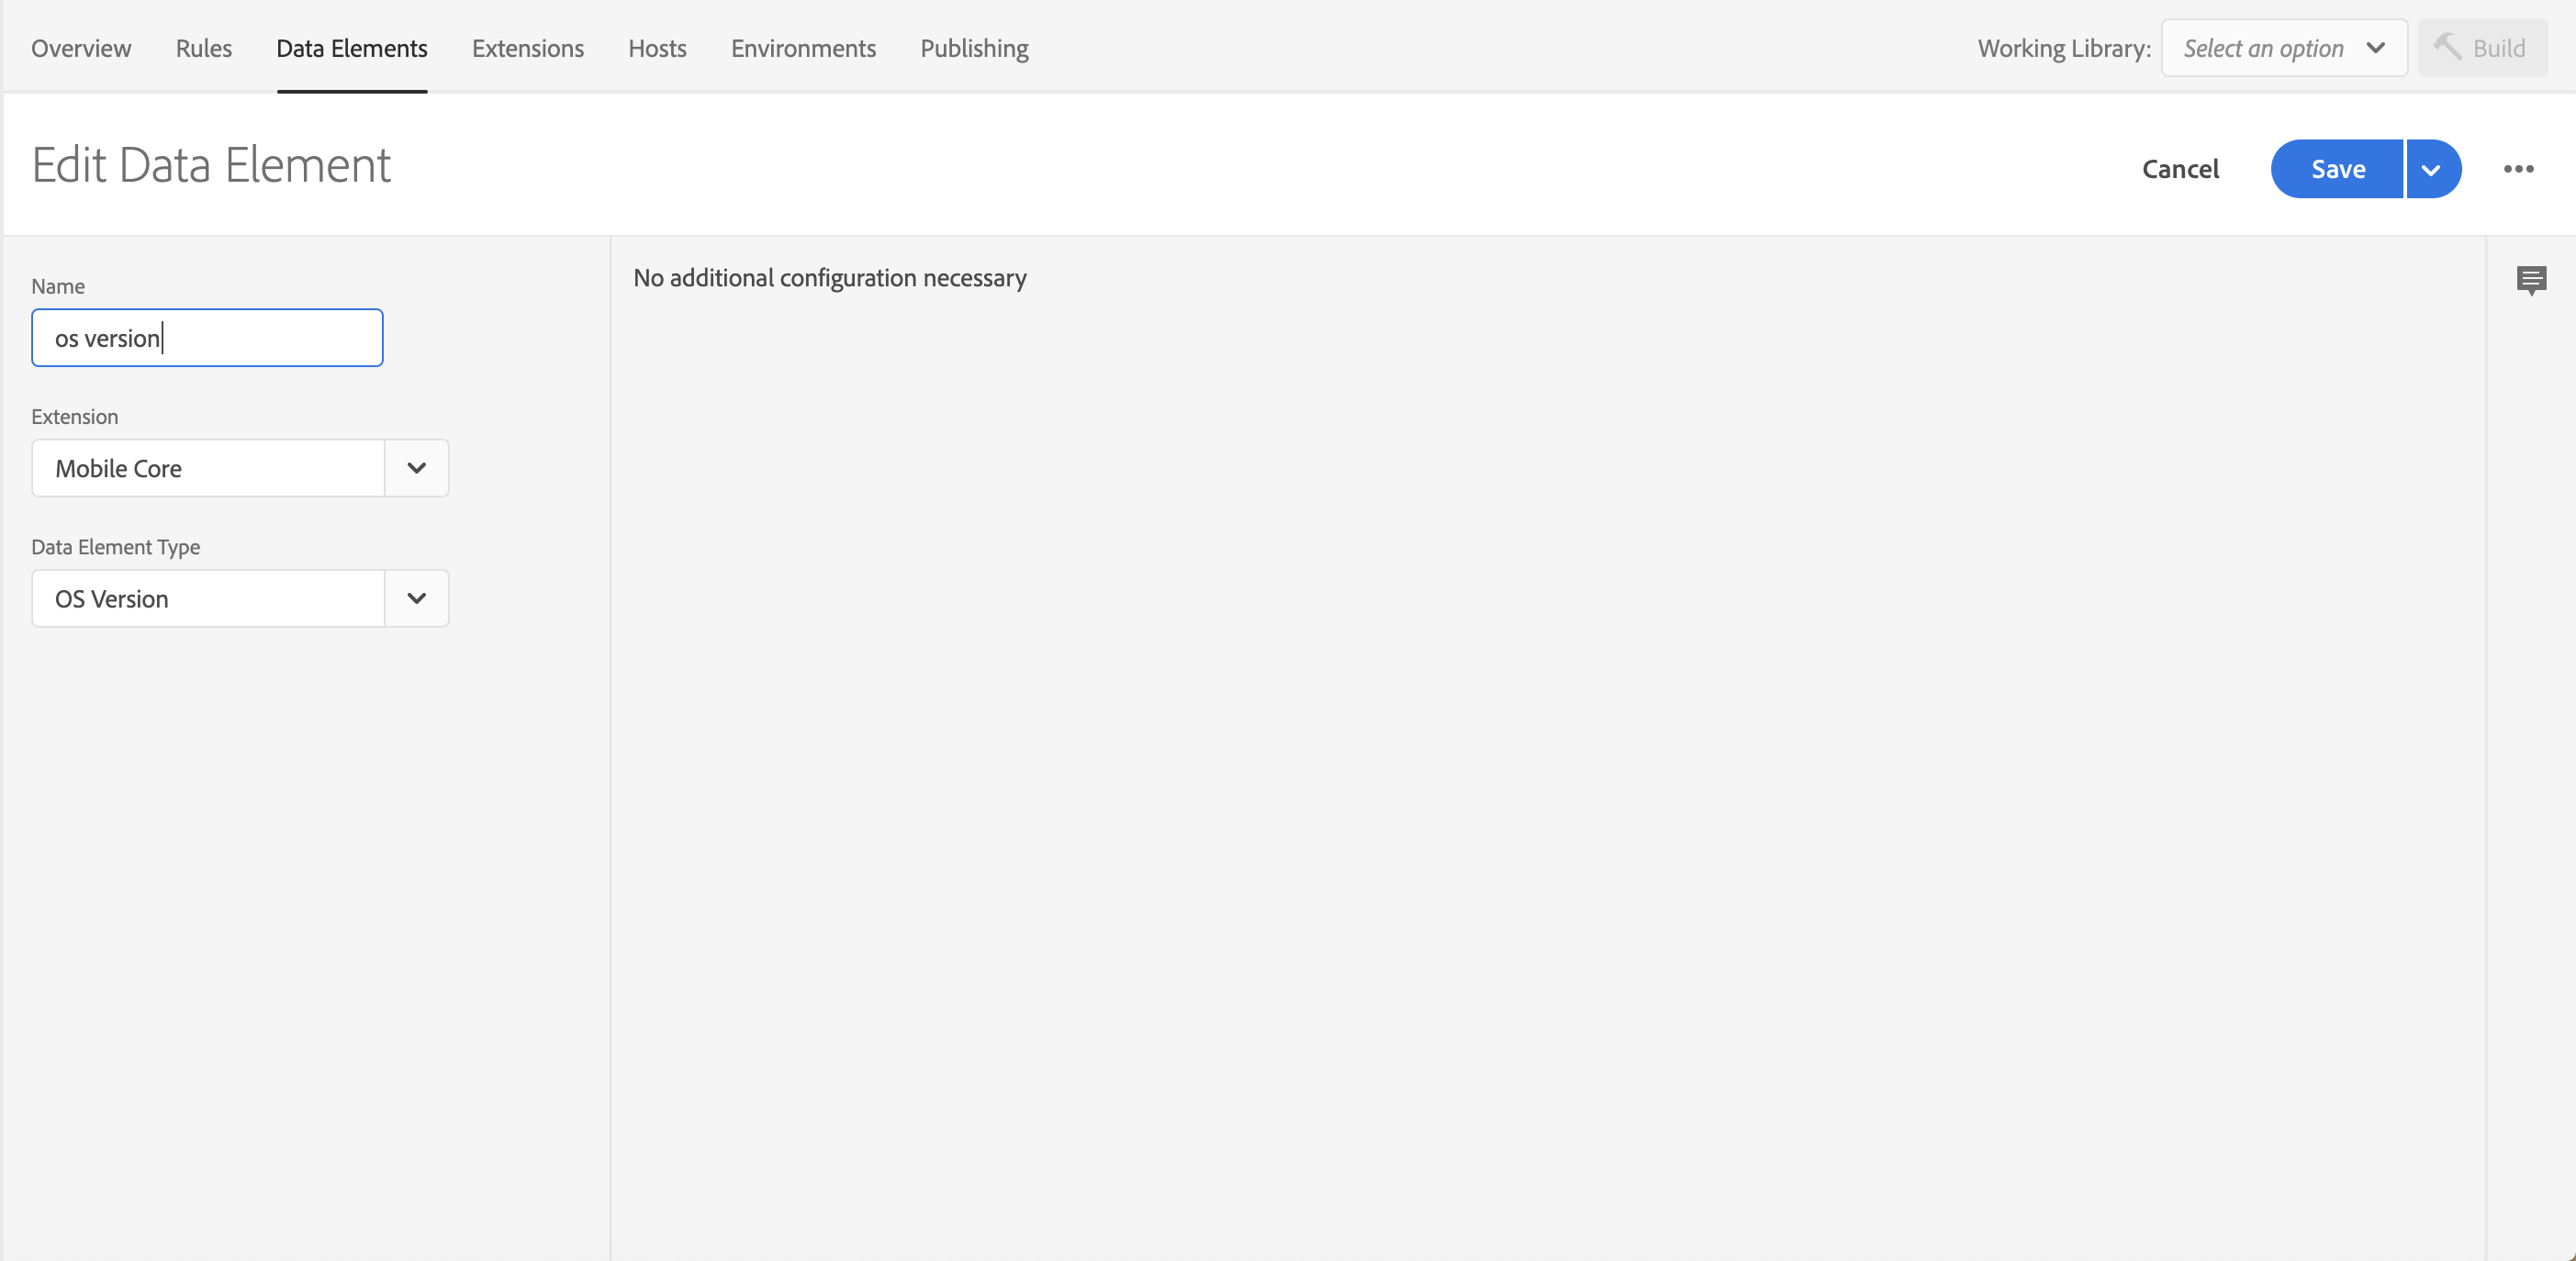 Overview Rules Data Elements Extensions Hosts Environments Publishing Working Library: Select an option Build
Edit Data Element Cancel Save
Name
os version
Extension
Mobile Core
Data Element Type
OS Version
No additional configuration necessary